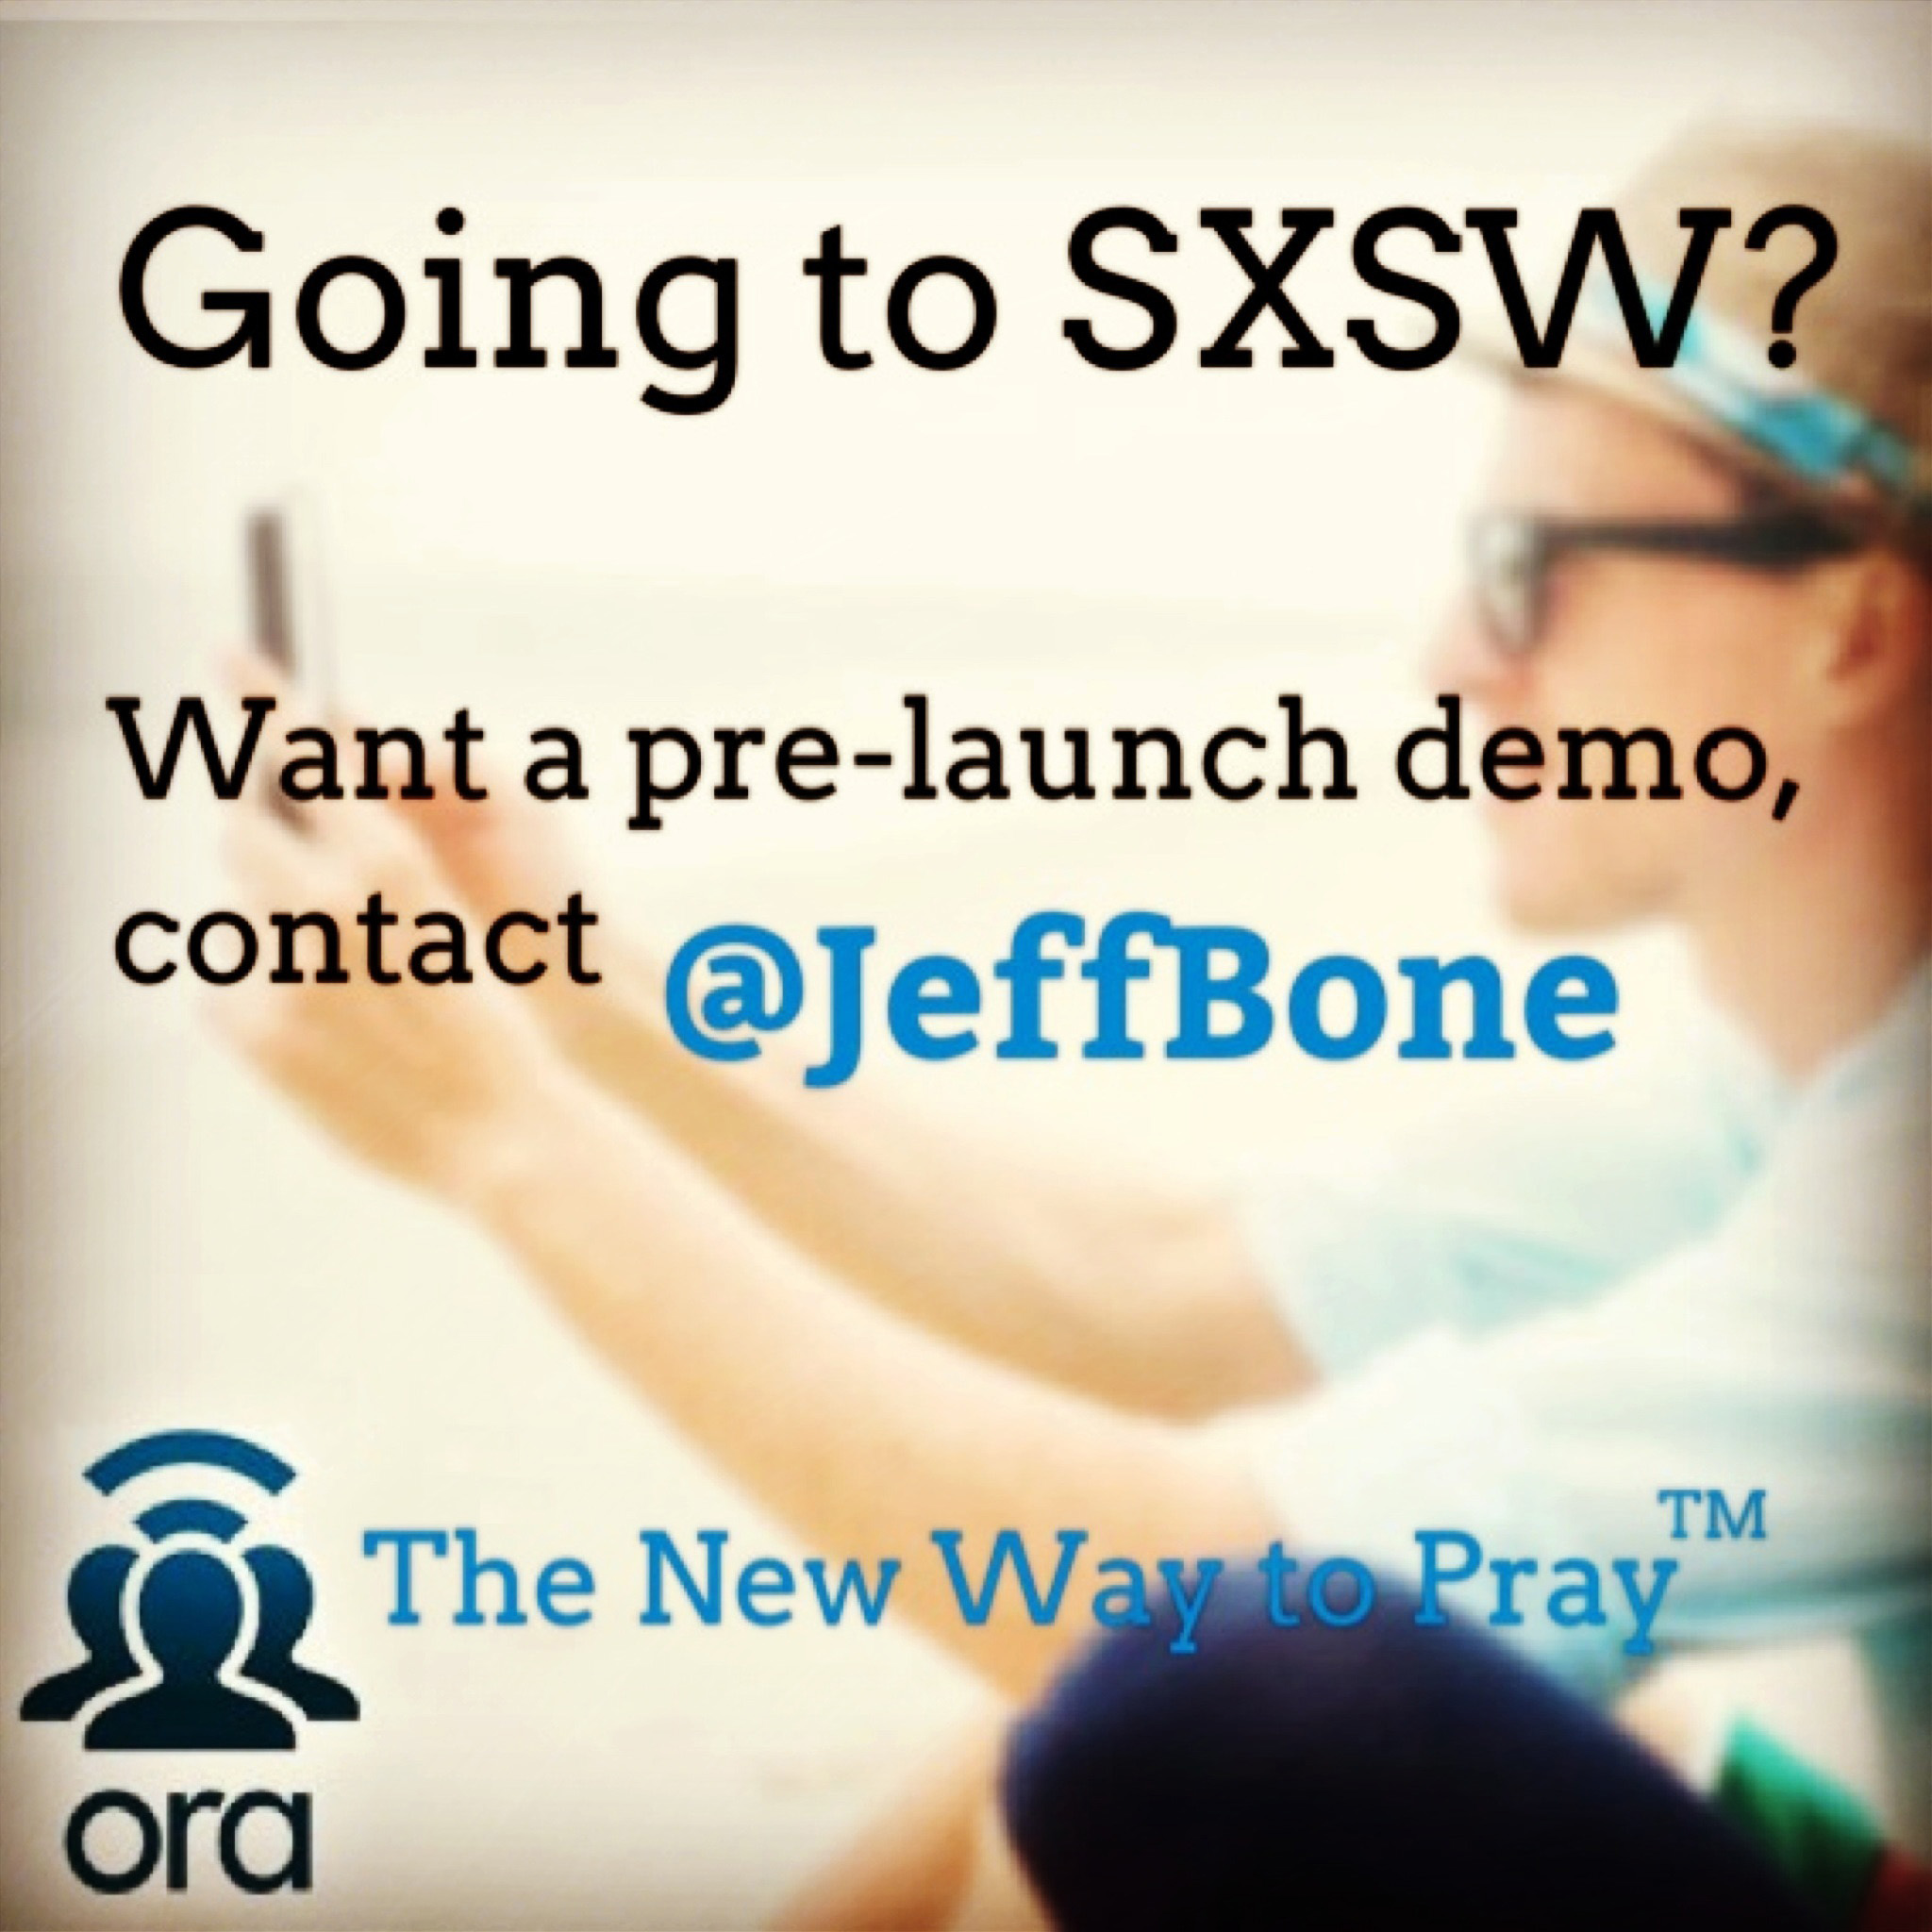 Going to SXSW?
Want a pre-launch demo,
contact @JeffBone
The New Way to Pray™
ora